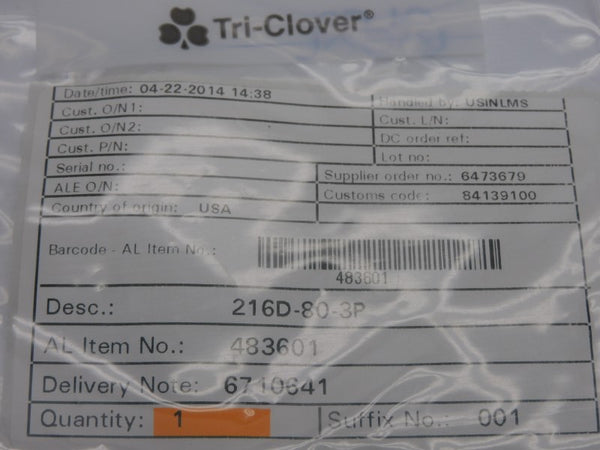 Tri-Clover®
Date/time: 04-22-2014 14:38 Handled by: USINLMS
Cust. O/N1: Cust. L/N:
Cust. O/N2: DC order ref:
Cust. P/N: Lot no:
Serial no.: Supplier order no.: 6473679
ALE O/N: Customs code: 84139100
Country of origin: USA
Barcode - AL Item No.:
483601
Desc.: 216D-80-3P
AL Item No.: 483601
Delivery Note: 6710641
Quantity: 1 Suffix No.: 001